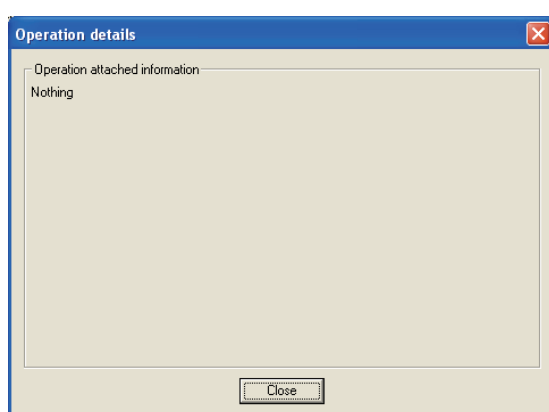 Operation details
Operation attached information
Nothing
Close